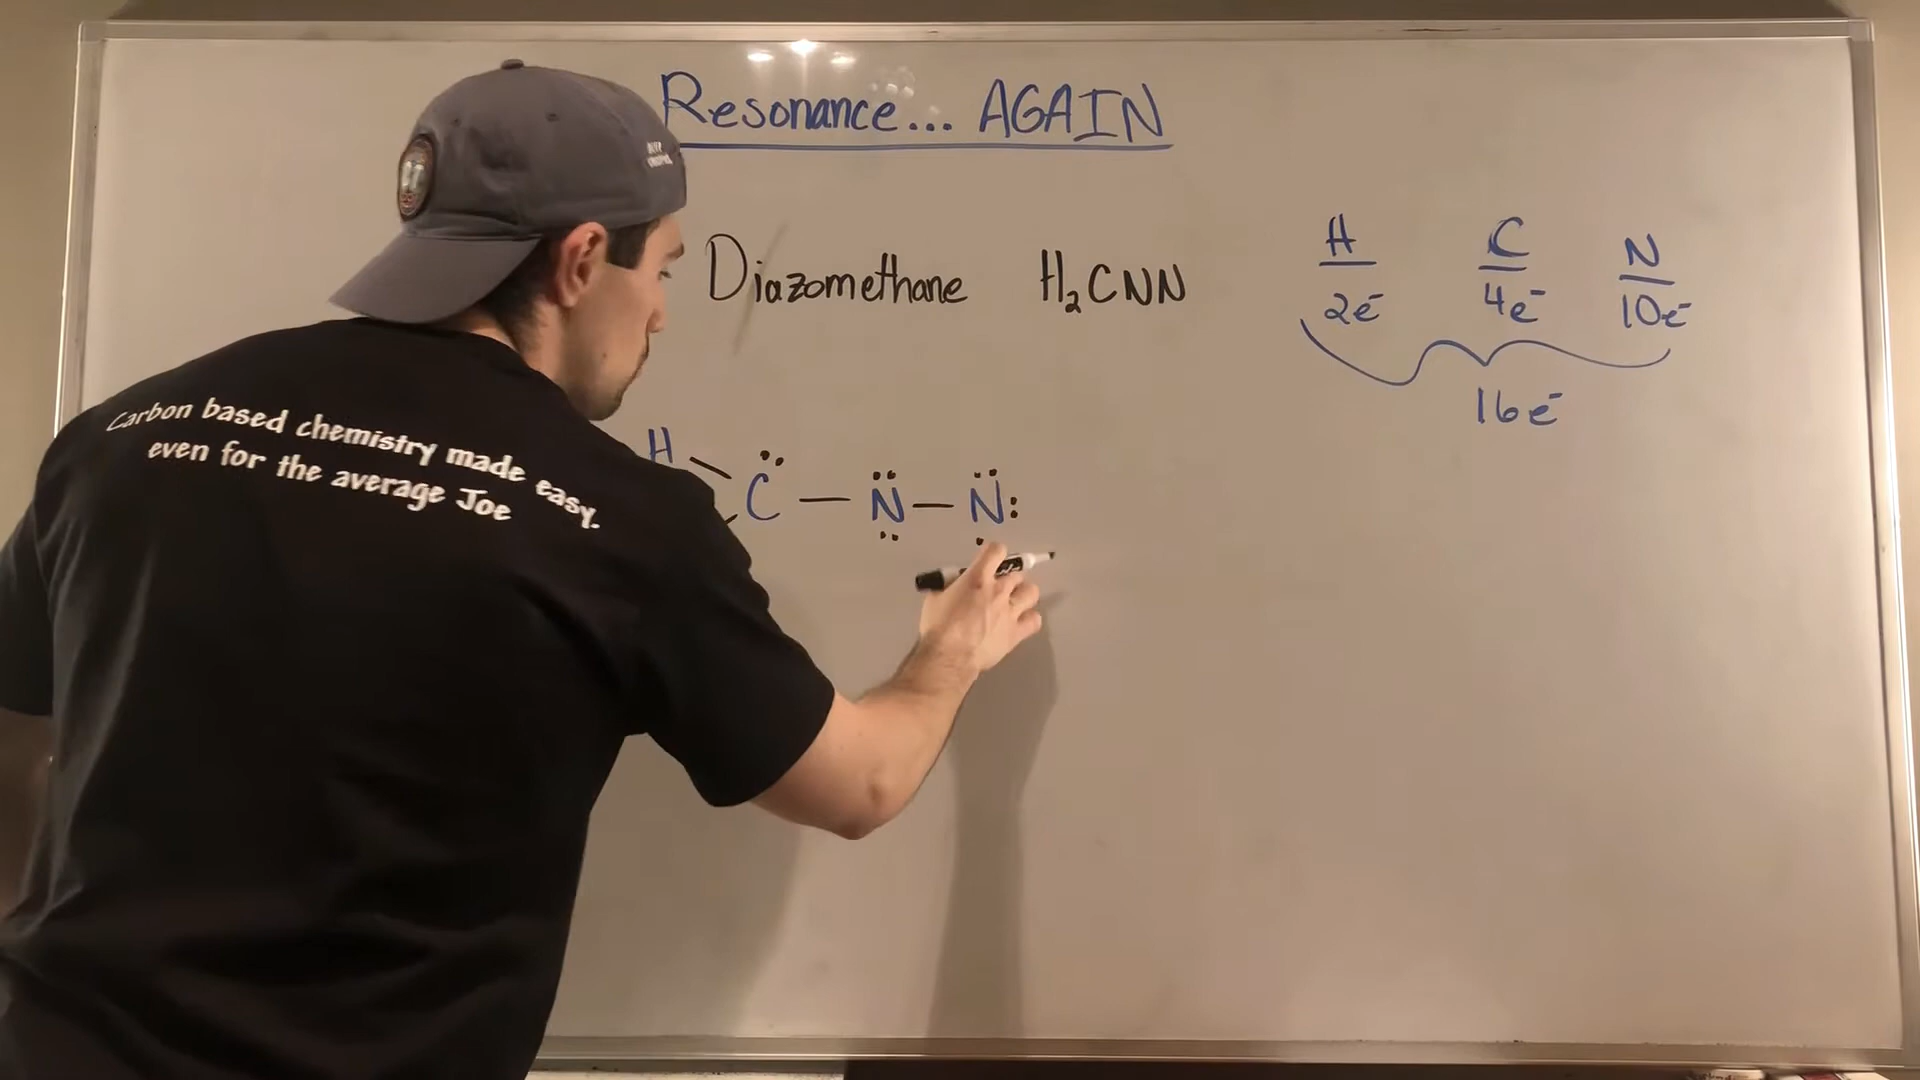 Resonance... AGAIN
Diazomethane H₂CNN
H C N
2e⁻ 4e⁻ 10e⁻
16e⁻
H
C — N — N
Carbon based chemistry made easy.
even for the average Joe